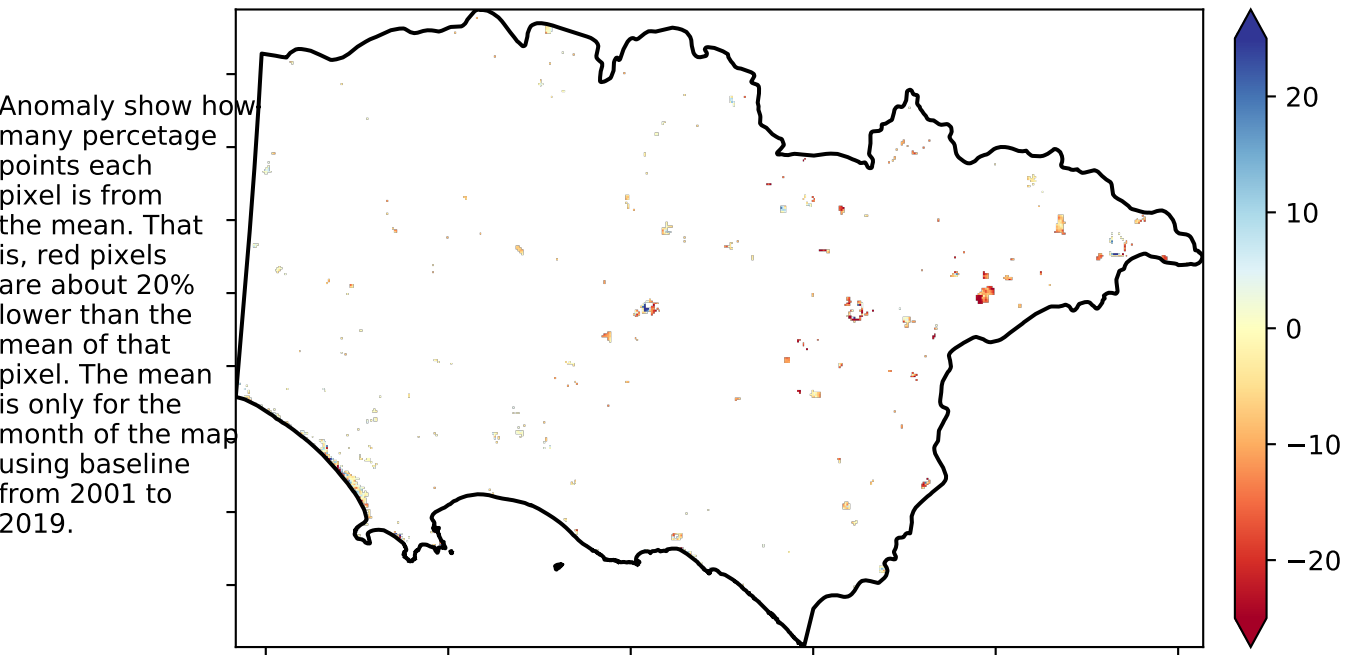 Anomaly show how
many percetage
points each
pixel is from
the mean. That
is, red pixels
are about 20%
lower than the
mean of that
pixel. The mean
is only for the
month of the map
using baseline
from 2001 to
2019.
20
10
0
−10
−20